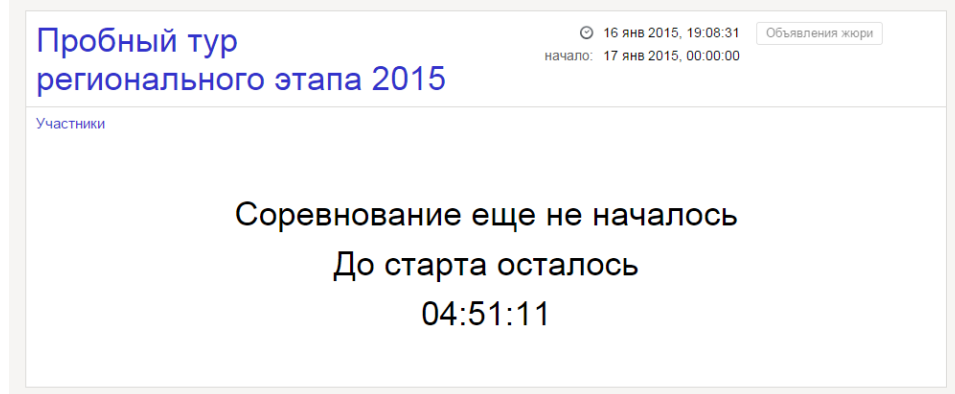 Пробный тур
регионального этапа 2015
16 янв 2015, 19:08:31
Объявления жюри
начало: 17 янв 2015, 00:00:00
Участники
Соревнование еще не началось
До старта осталось
04:51:11